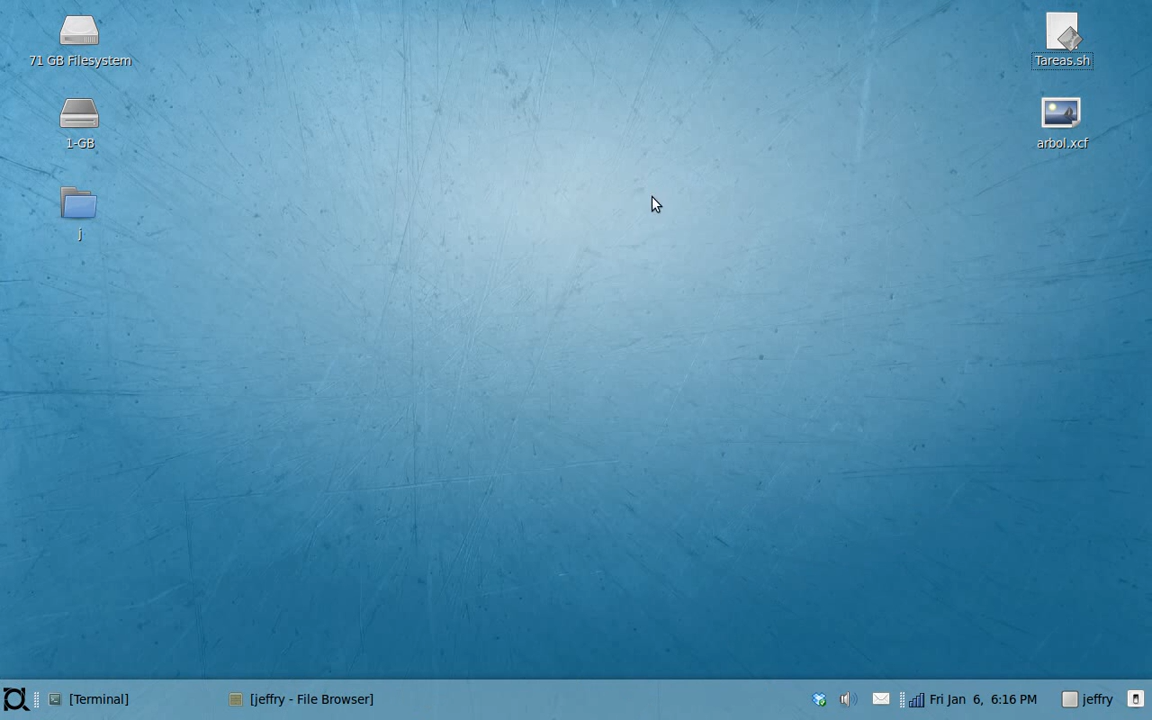 71 GB Filesystem
Tareas.sh
1-GB
arbol.xcf
j
[Terminal]
[jeffry - File Browser]
Fri Jan 6, 6:16 PM
jeffry